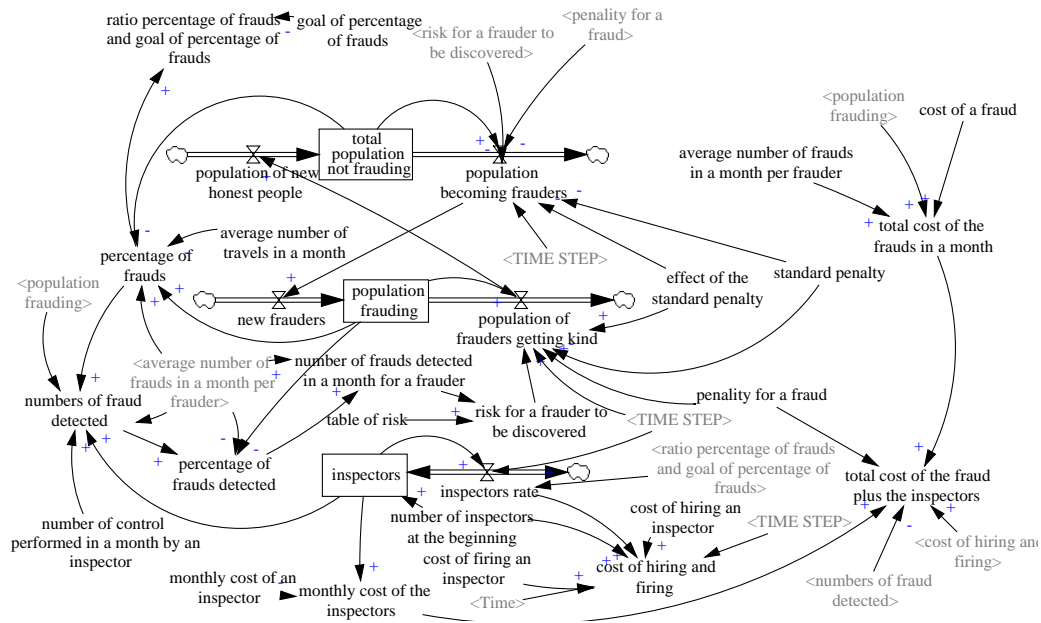 ratio percentage of frauds
and goal of percentage of
frauds
goal of percentage
of frauds
<risk for a frauder to
be discovered>
<penality for a
fraud>
<population
frauding>
cost of a fraud
total
population
not frauding
population of new
honest people
population
becoming frauders
average number of frauds
in a month per frauder
total cost of the
frauds in a month
average number of
travels in a month
percentage of
frauds
<TIME STEP>
effect of the
standard penalty
standard penalty
<population
frauding>
new frauders
population
frauding
population of
frauders getting kind
<average number of
frauds in a month per
frauder>
number of frauds detected
in a month for a frauder
numbers of fraud
detected
table of risk
risk for a frauder to
be discovered
penality for a fraud
<TIME STEP>
percentage of
frauds detected
inspectors
inspectors rate
<ratio percentage of frauds
and goal of percentage of
frauds>
total cost of the fraud
plus the inspectors
number of control
performed in a month by an
inspector
number of inspectors
at the beginning
cost of hiring an
inspector
<TIME STEP>
<cost of hiring and
firing>
cost of firing an
inspector
cost of hiring and
firing
monthly cost of an
inspector
monthly cost of the
inspectors
<Time>
<numbers of fraud
detected>